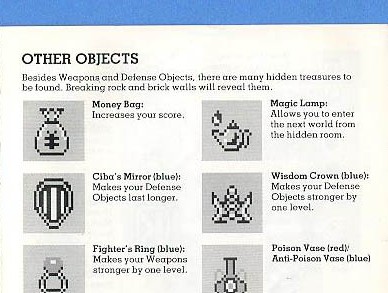 OTHER OBJECTS
Besides Weapons and Defense Objects, there are many hidden treasures to
be found. Breaking rock and brick walls will reveal them.
Money Bag:
Increases your score.
Magic Lamp:
Allows you to enter
the next world from
the hidden room.
Ciba's Mirror (blue):
Makes your Defense
Objects last longer.
Wisdom Crown (blue):
Makes your Defense
Objects stronger by
one level.
Fighter's Ring (blue):
Makes your Weapons
stronger by one level.
Poison Vase (red)/
Anti-Poison Vase (blue)